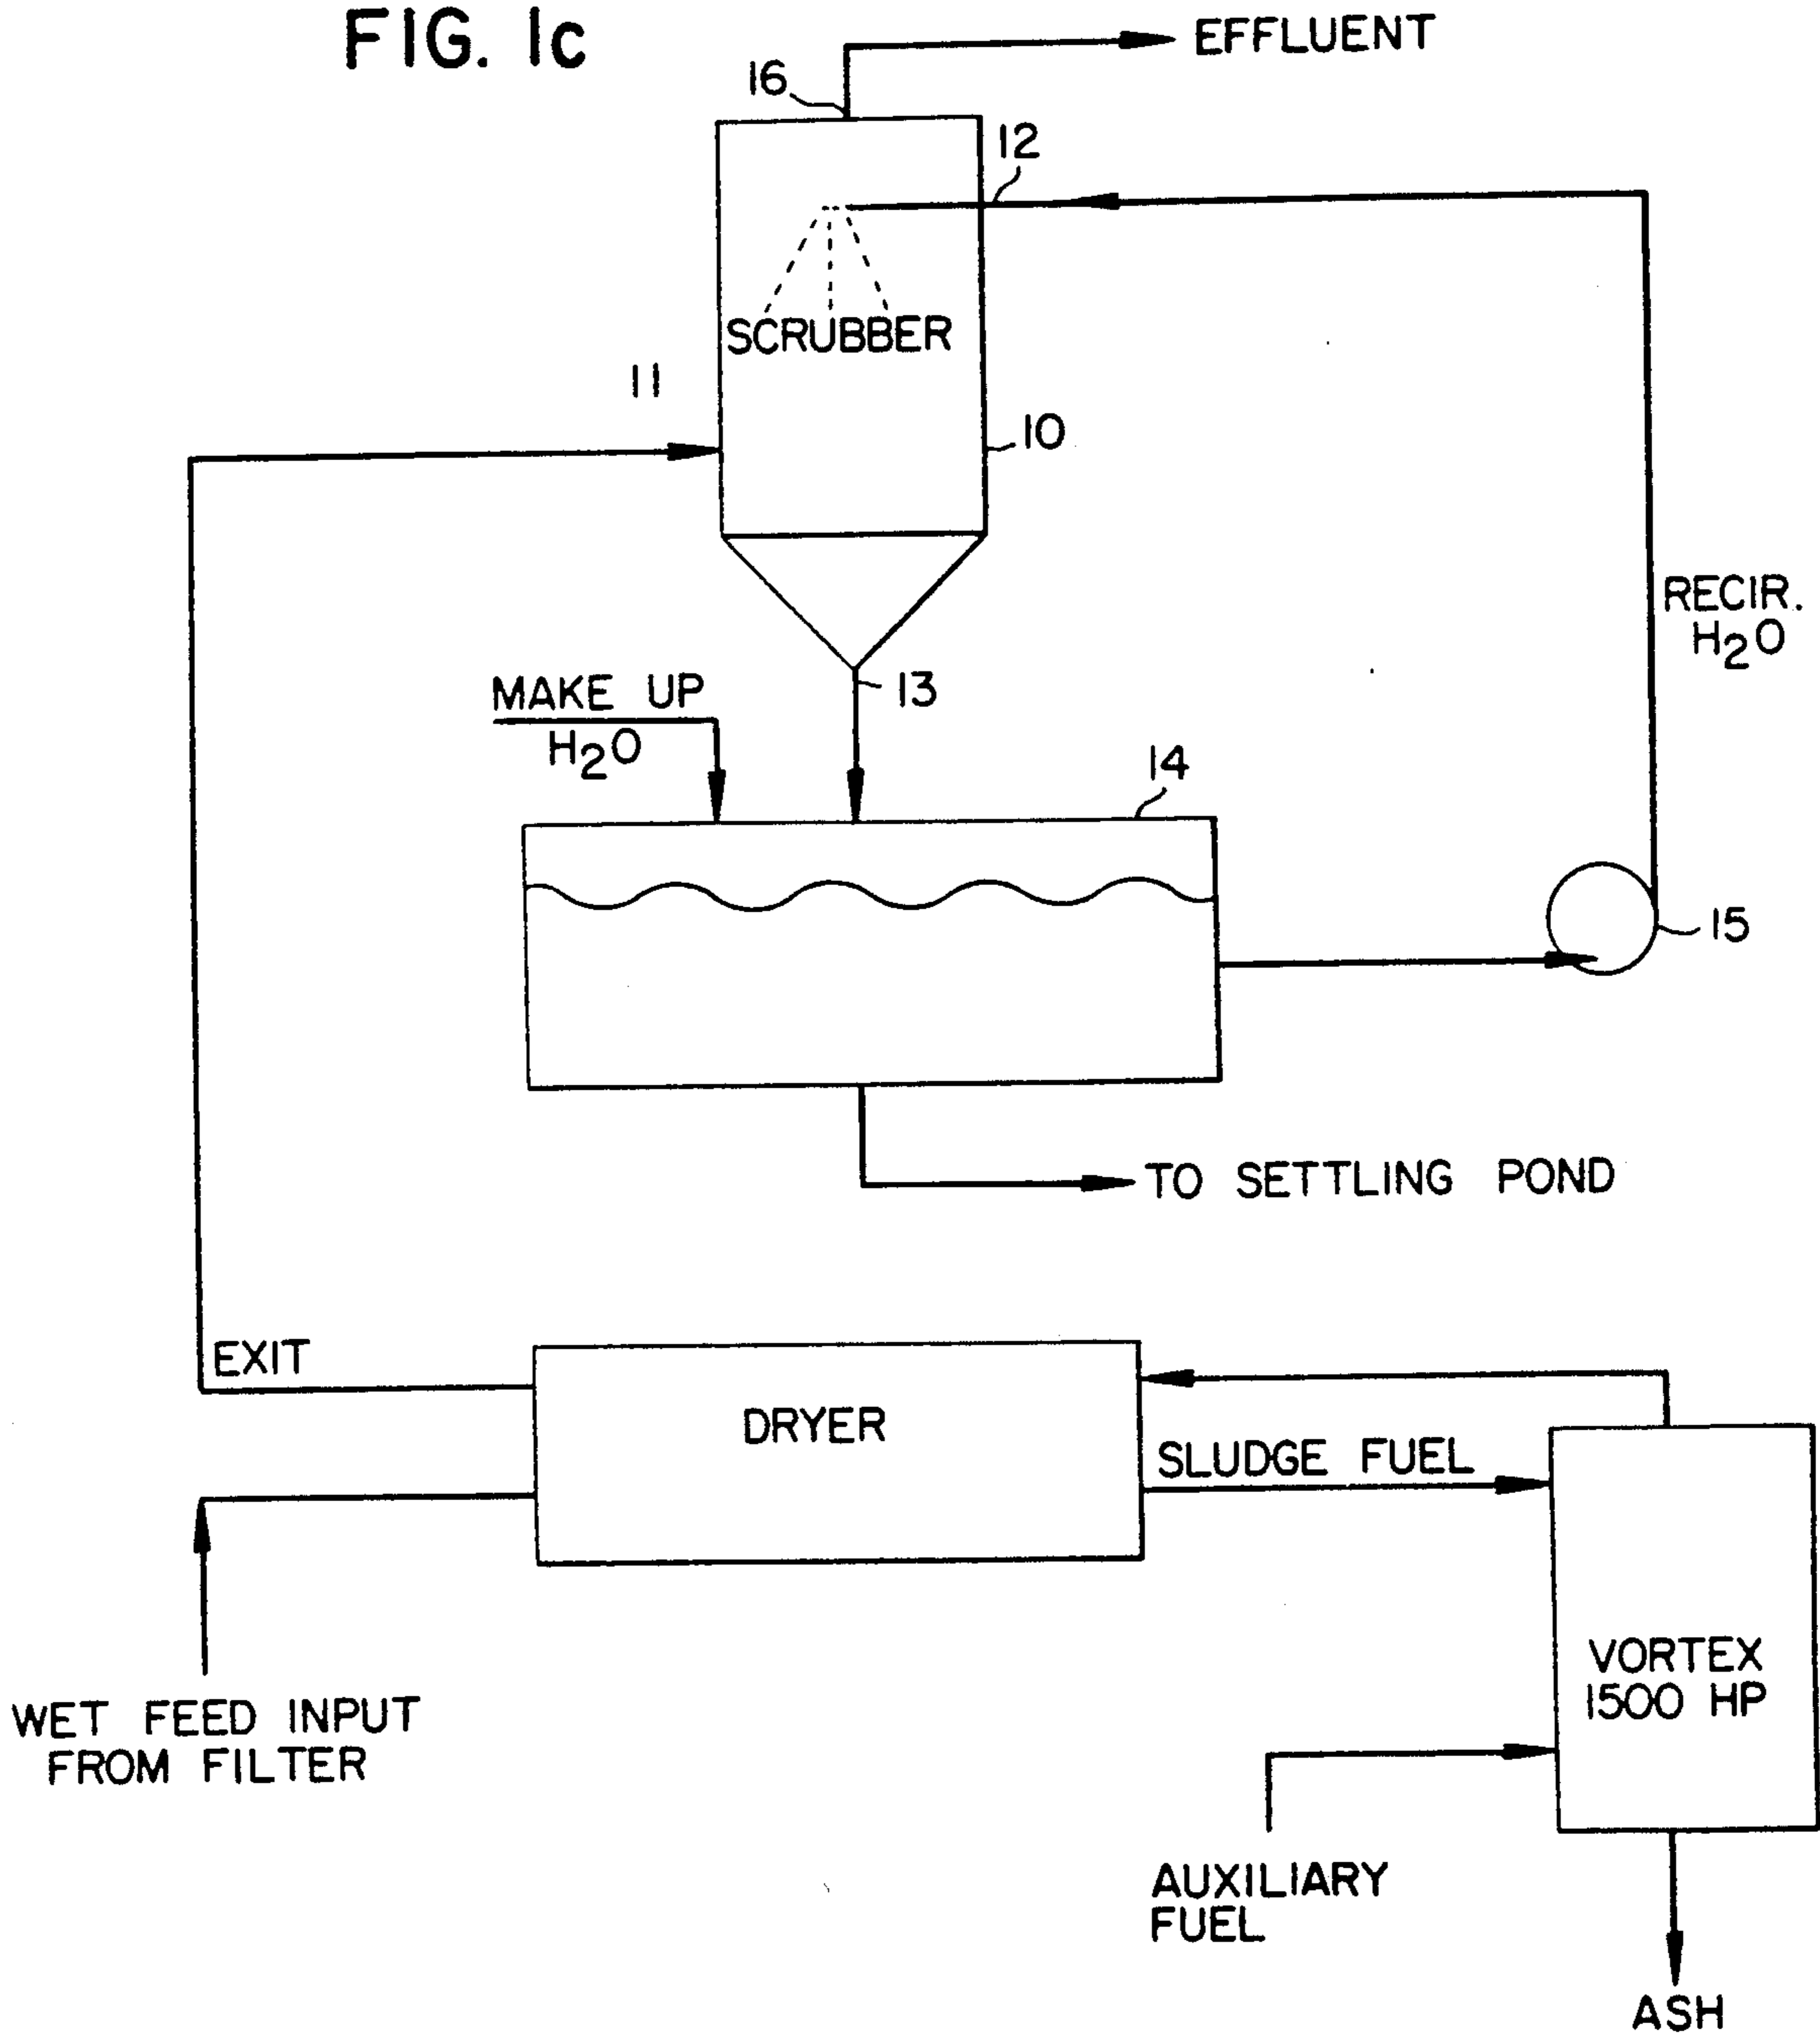 FIG. 1c
EFFLUENT
16
12
SCRUBBER
11
10
RECIR.
H2O
13
MAKE UP
H2O
14
15
TO SETTLING POND
EXIT
DRYER
SLUDGE FUEL
VORTEX
1500 HP
WET FEED INPUT
FROM FILTER
AUXILIARY
FUEL
ASH